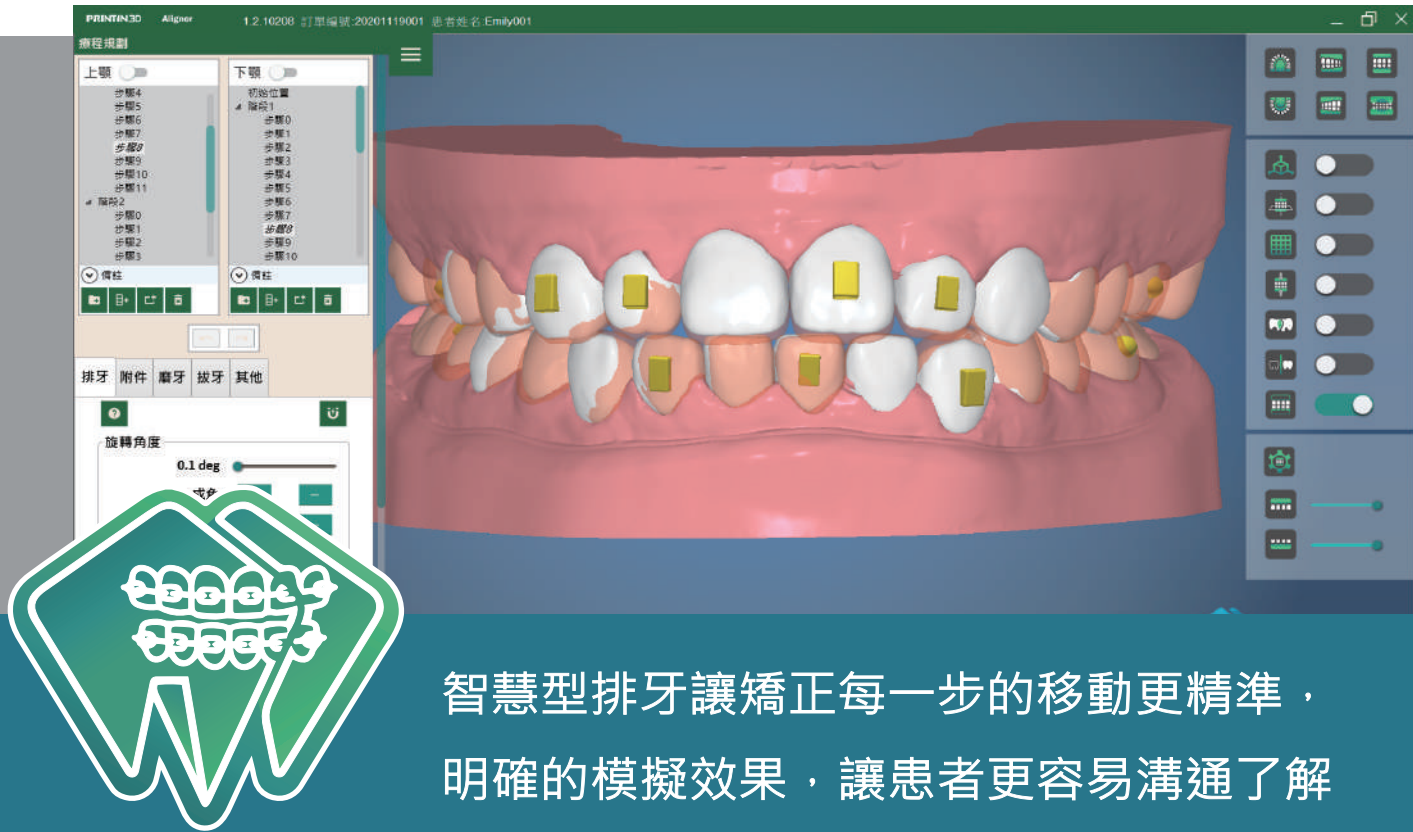 PRINTIN3D Aligner 1.2.10208 訂單編號:20201119001 患者姓名:Emily001
療程規劃
上顎
步驟4
步驟5
步驟6
步驟7
步驟8
步驟9
步驟10
步驟11
階段2
步驟0
步驟1
步驟2
步驟3
備註
下顎
初始位置
階段1
步驟0
步驟1
步驟2
步驟3
步驟4
步驟5
步驟6
步驟7
步驟8
步驟9
步驟10
備註
排牙 附件 磨牙 拔牙 其他
旋轉角度
0.1 deg
智慧型排牙讓矯正每一步的移動更精準，
明確的模擬效果，讓患者更容易溝通了解